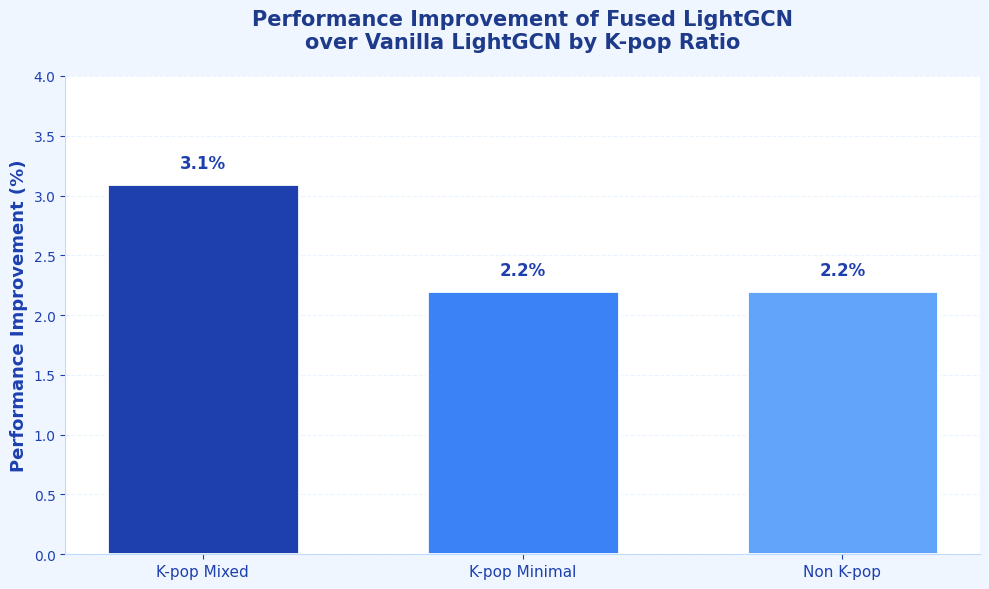 Performance Improvement of Fused LightGCN
over Vanilla LightGCN by K-pop Ratio
Performance Improvement (%)
4.0
3.5
3.0
2.5
2.0
1.5
1.0
0.5
0.0
3.1%
2.2%
2.2%
K-pop Mixed
K-pop Minimal
Non K-pop